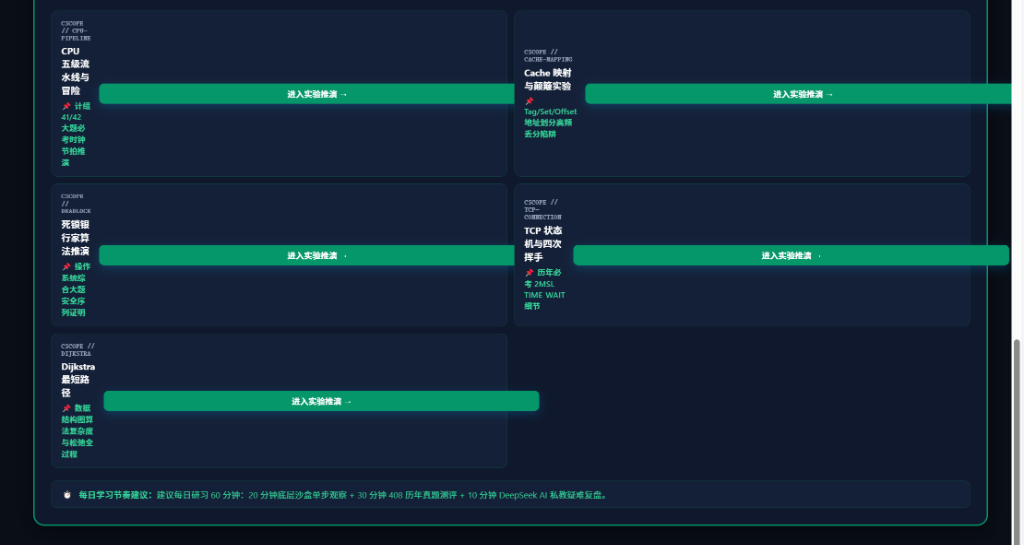 CSCOPE
// CPU-
PIPELINE
CPU
五级流
水线与
冒险
📌 计组
41/42
大题必
考时钟
节拍推
演
进入实验推演 →
CSCOPE //
CACHE-MAPPING
Cache 映射
与颠簸实验
📌
Tag/Set/Offset
地址划分高频
丢分陷阱
进入实验推演 →
CSCOPE
//
DEADLOCK
死锁银
行家算
法推演
📌 操作
系统综
合大题
安全序
列证明
进入实验推演 →
CSCOPE //
TCP-
CONNECTION
TCP 状态
机与四次
挥手
📌 历年必
考 2MSL
TIME_WAIT
细节
进入实验推演 →
CSCOPE //
DIJKSTRA
Dijkstra
最短路
径
📌 数据
结构图算
法复杂度
与松弛全
过程
进入实验推演 →
⏱️ 每日学习节奏建议：建议每日研习 60 分钟：20 分钟底层沙盒单步观察 + 30 分钟 408 历年真题测评 + 10 分钟 DeepSeek AI 私教疑难复盘。